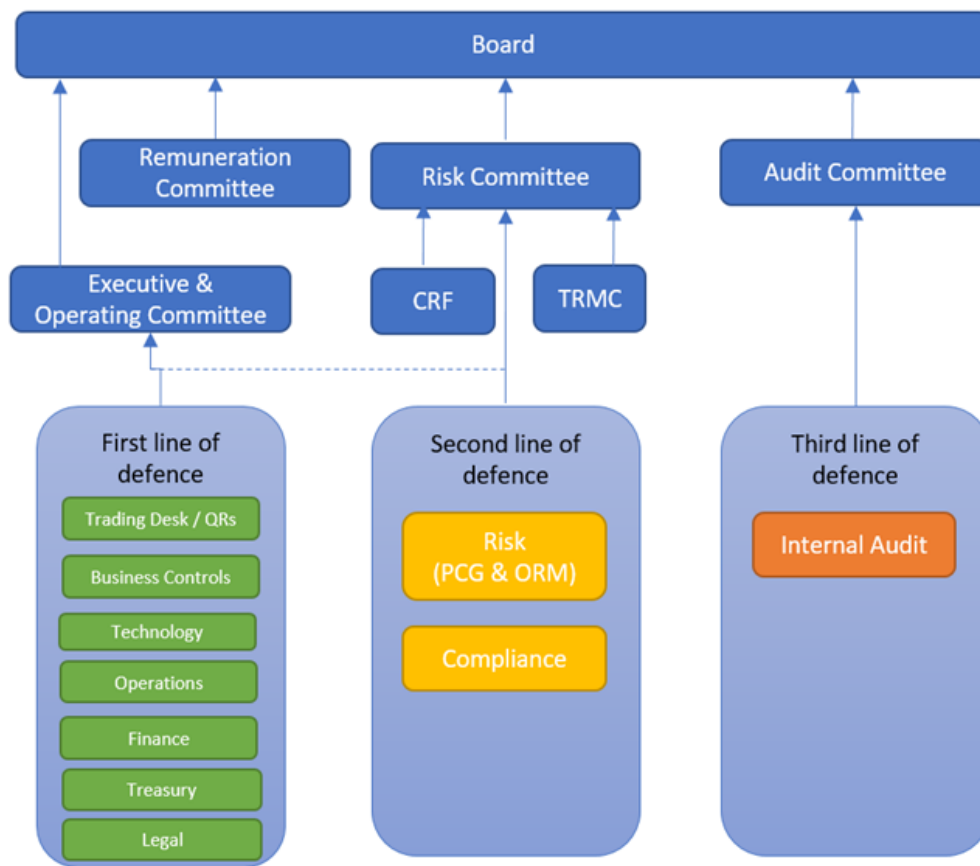 Board
Remuneration
Committee
Risk Committee
Audit Committee
Executive &
Operating Committee
CRF
TRMC
First line of
defence
Trading Desk / QRs
Business Controls
Technology
Operations
Finance
Treasury
Legal
Second line of
defence
Risk
(PCG & ORM)
Compliance
Third line of
defence
Internal Audit